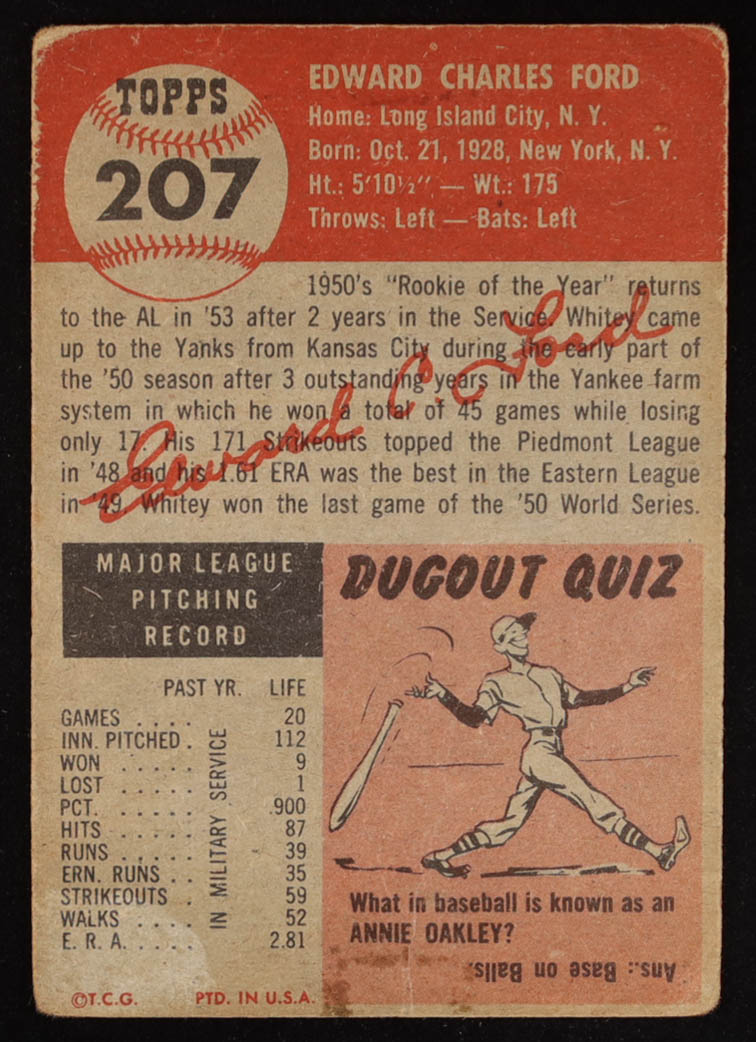 TOPPS
207
EDWARD CHARLES FORD
Home: Long Island City, N. Y.
Born: Oct. 21, 1928, New York, N. Y.
Ht.: 5'10½" — Wt.: 175
Throws: Left — Bats: Left
1950's "Rookie of the Year" returns
to the AL in '53 after 2 years in the Service. Whitey came
up to the Yanks from Kansas City during the early part of
the '50 season after 3 outstanding years in the Yankee farm
system in which he won a total of 45 games while losing
only 17. His 171 Strikeouts topped the Piedmont League
in '48 and his 1.61 ERA was the best in the Eastern League
in '49. Whitey won the last game of the '50 World Series.
Edward C. Ford
MAJOR LEAGUE
PITCHING
RECORD
PAST YR. LIFE
GAMES . . . . 20
INN. PITCHED . 112
WON . . . . . 9
LOST . . . . . 1
PCT. . . . . . .900
HITS . . . . . 87
RUNS . . . . . 39
ERN. RUNS . . 35
STRIKEOUTS . . 59
WALKS . . . . 52
E. R. A. . . . . 2.81
IN MILITARY SERVICE
©T.C.G. PTD. IN U.S.A.
DUGOUT QUIZ
What in baseball is known as an
ANNIE OAKLEY?
Ans.: Base on Balls.